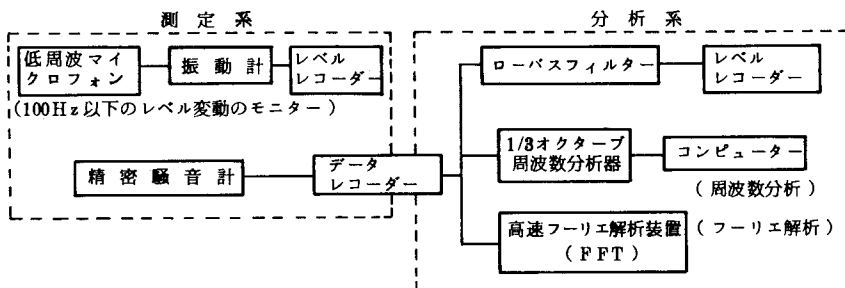 測定系
分析系
低周波マイ
クロフォン
振動計
レベル
レコーダー
(100Hz以下のレベル変動のモニター)
精密騒音計
データ
レコーダー
ローバスフィルター
レベル
レコーダー
1/3オクターブ
周波数分析器
コンピューター
(周波数分析)
高速フーリエ解析装置
(FFT)
(フーリエ解析)